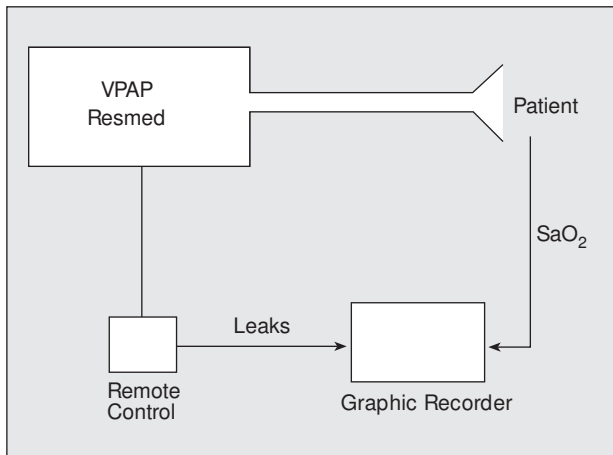 VPAP
Resmed
Patient
SaO₂
Leaks
Remote
Control
Graphic Recorder